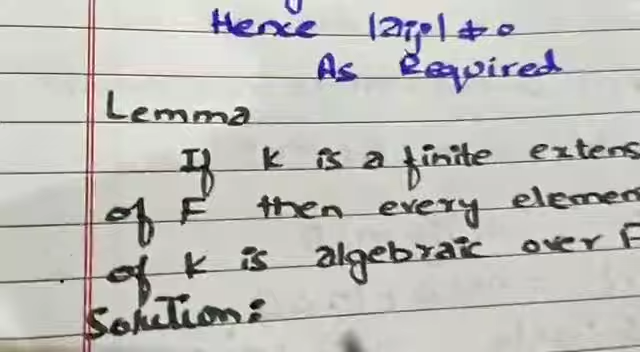 Hence |aij| ≠ 0
As Required
Lemma
If K is a finite extens
of F then every elemen
of K is algebraic over F
Solution: